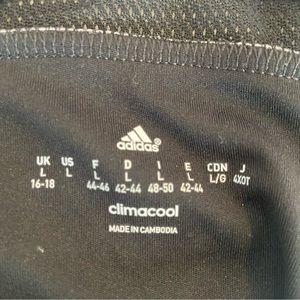 adidas
UK US F D I E CDN J
L L L L L L L/G 4XOT
16-18 44-46 42-44 48-50 42-44
climacool
MADE IN CAMBODIA